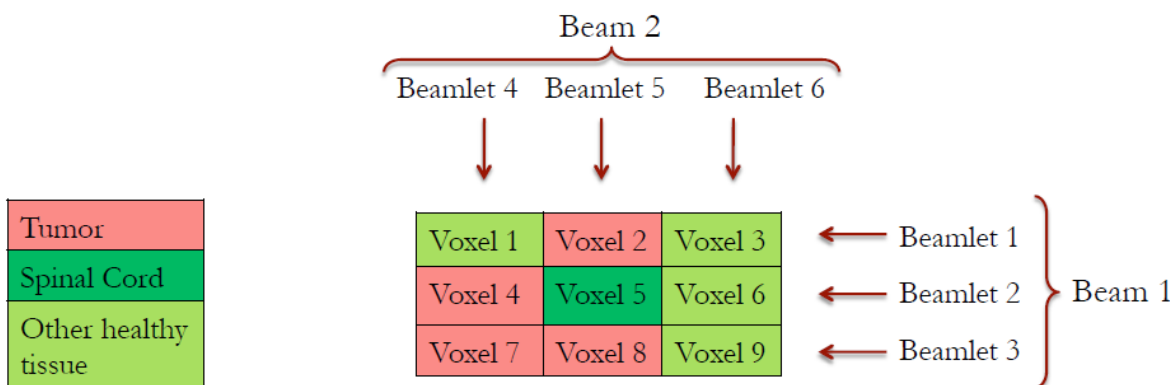 Beam 2
Beamlet 4 Beamlet 5 Beamlet 6
Tumor
Spinal Cord
Other healthy
tissue
Voxel 1 Voxel 2 Voxel 3
Voxel 4 Voxel 5 Voxel 6
Voxel 7 Voxel 8 Voxel 9
Beamlet 1
Beamlet 2
Beamlet 3
Beam 1